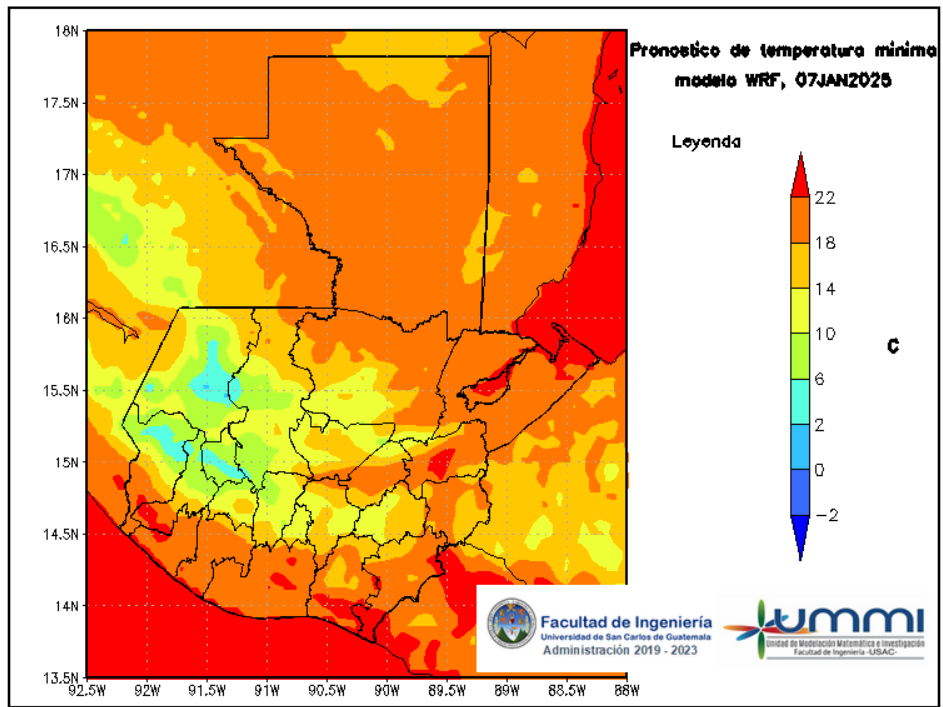 Pronostico de temperatura minima
modelo WRF, 07JAN2025
Leyenda
22
18
14
10
6
2
0
−2
C
18N
17.5N
17N
16.5N
16N
15.5N
15N
14.5N
14N
13.5N
92.5W 92W 91.5W 91W 90.5W 90W 89.5W 89W 88.5W 88W
Facultad de Ingeniería
Universidad de San Carlos de Guatemala
Administración 2019 - 2023
UMMI
Unidad de Modelación Matemática e Investigación
Facultad de Ingeniería -USAC-